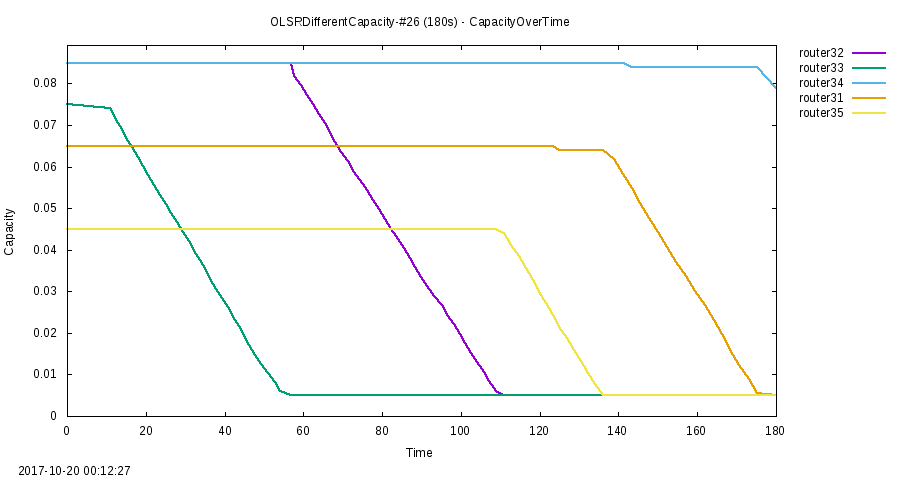 OLSRDifferentCapacity-#26 (180s) - CapacityOverTime
router32
router33
router34
router31
router35
0.08
0.07
0.06
0.05
0.04
0.03
0.02
0.01
0
Capacity
0 20 40 60 80 100 120 140 160 180
Time
2017-10-20 00:12:27